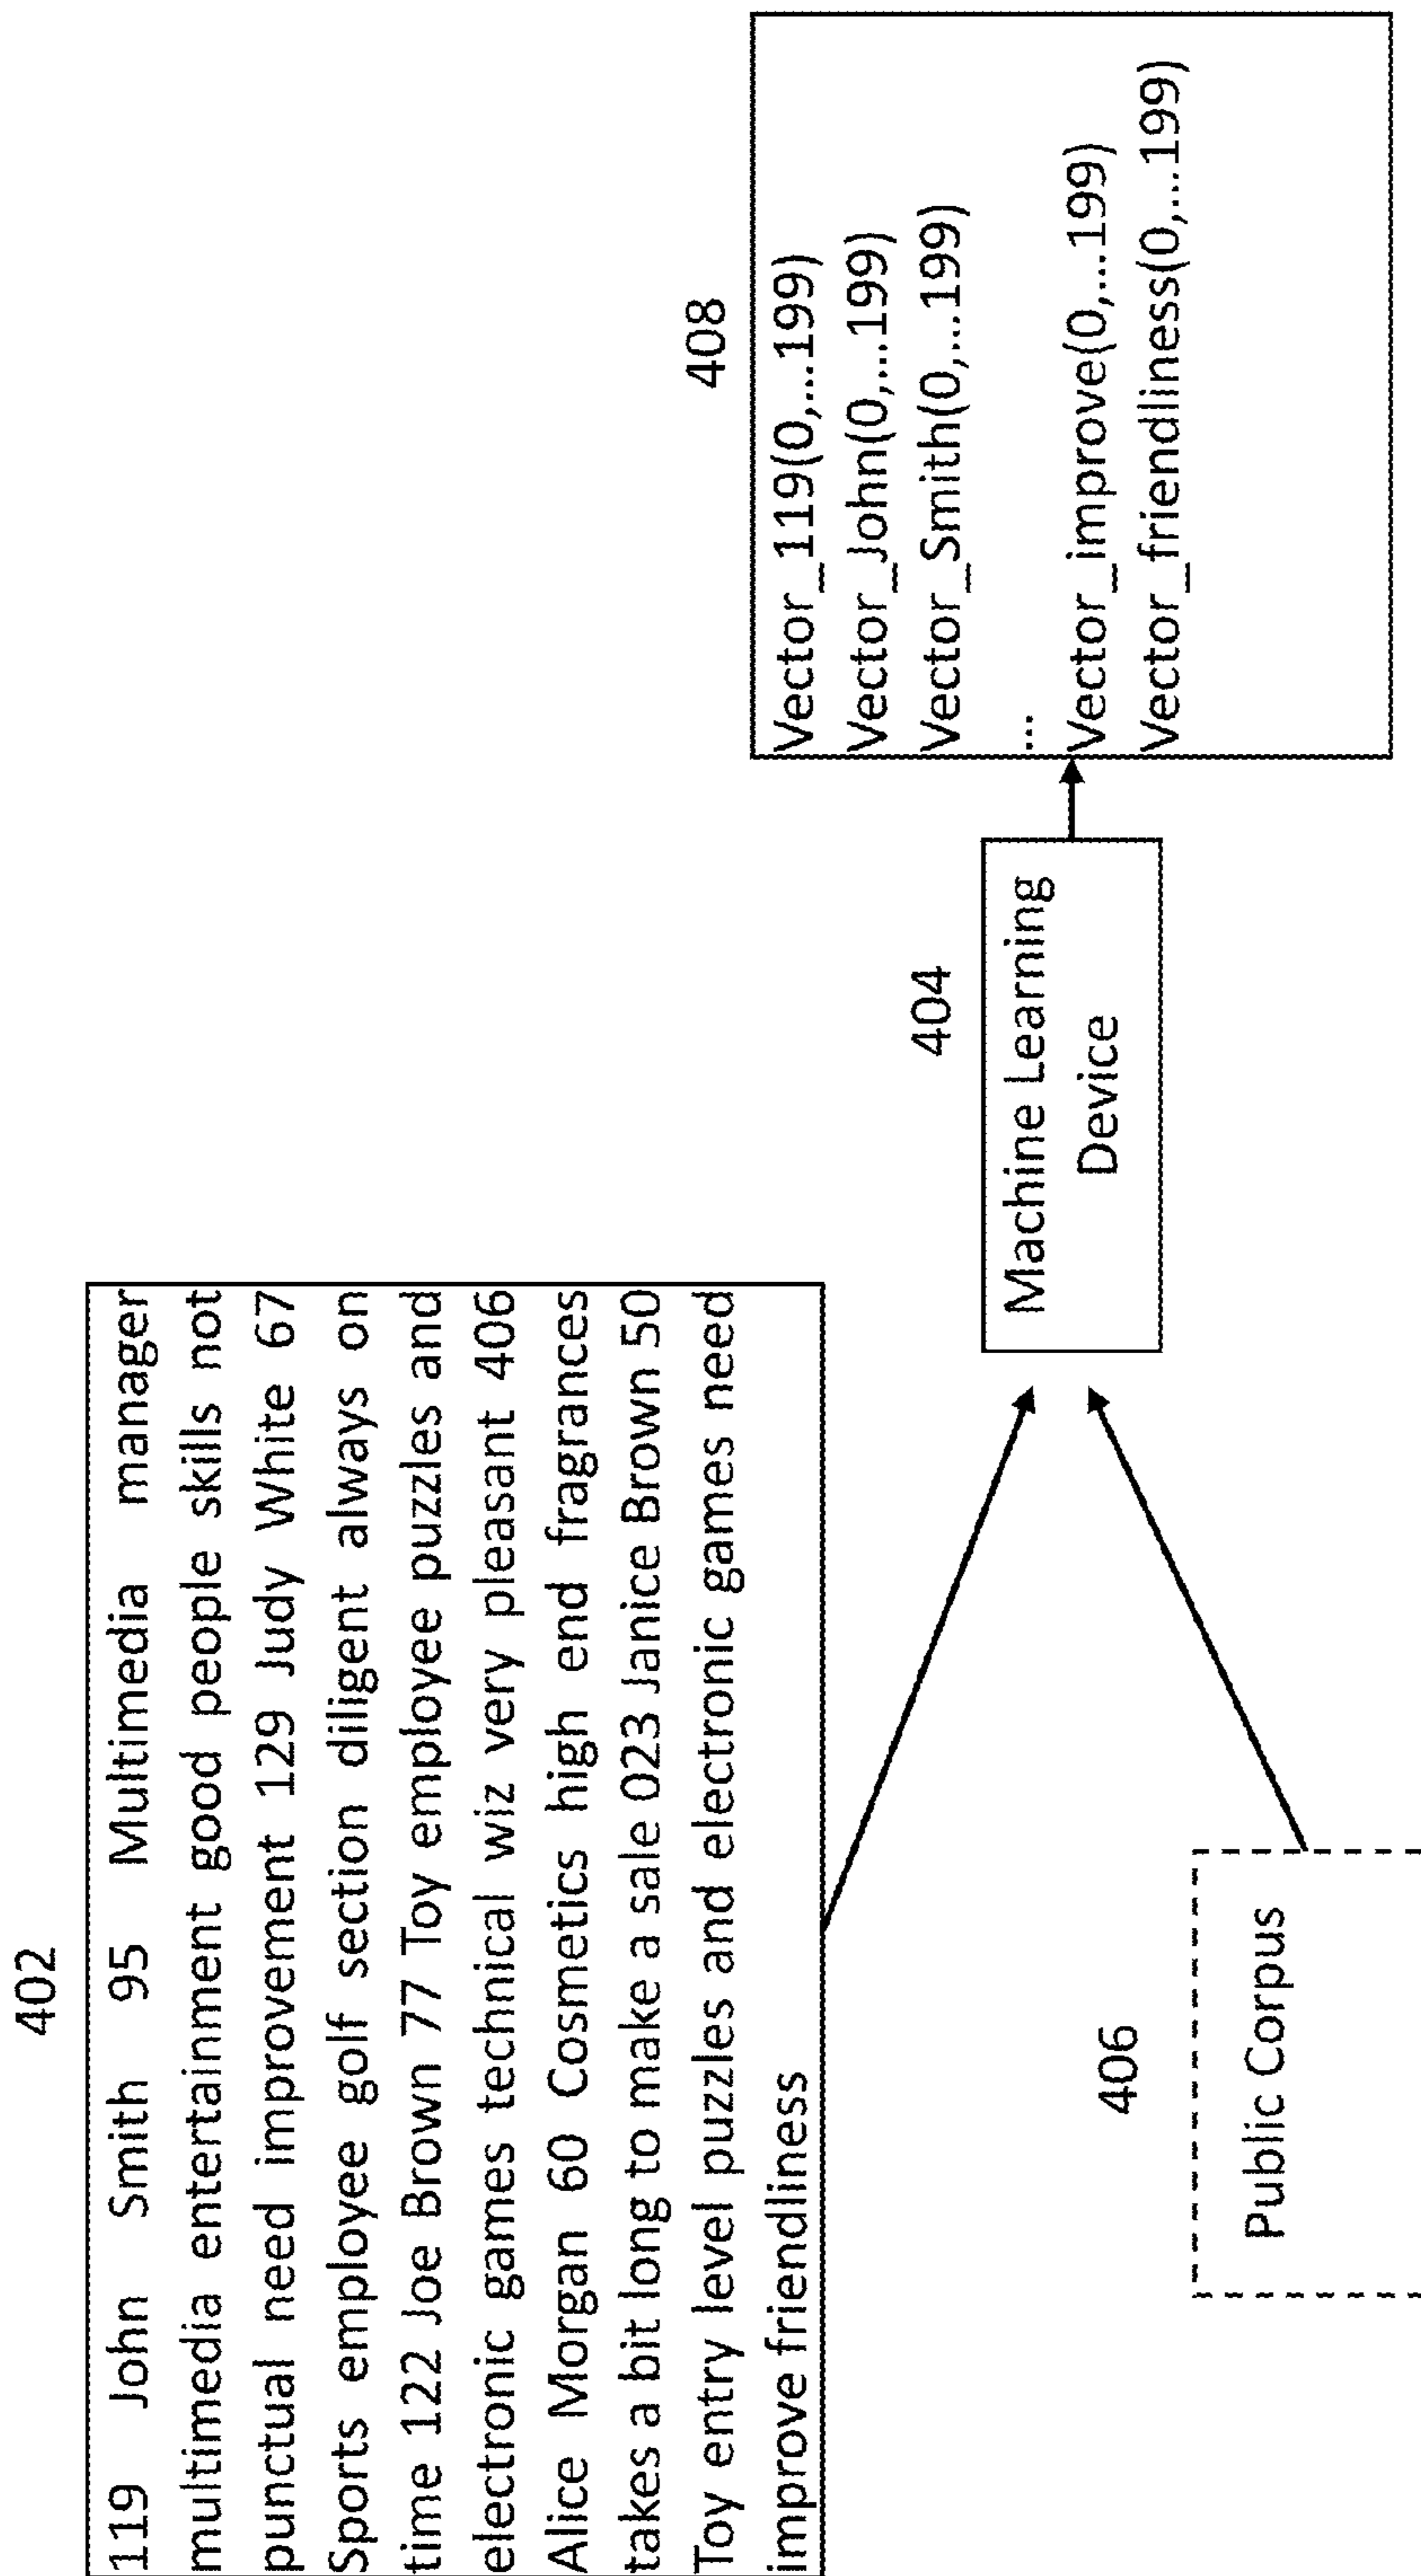 402
119 John Smith 95 Multimedia manager
multimedia entertainment good people skills not
punctual need improvement 129 Judy White 67
Sports employee golf section diligent always on
time 122 Joe Brown 77 Toy employee puzzles and
electronic games technical wiz very pleasant 406
Alice Morgan 60 Cosmetics high end fragrances
takes a bit long to make a sale 023 Janice Brown 50
Toy entry level puzzles and electronic games need
improve friendliness
406
Public Corpus
404
Machine Learning
Device
408
Vector_119(0,...199)
Vector_John(0,...199)
Vector_Smith(0,...199)
...
Vector_improve(0,...199)
Vector_friendliness(0,...199)